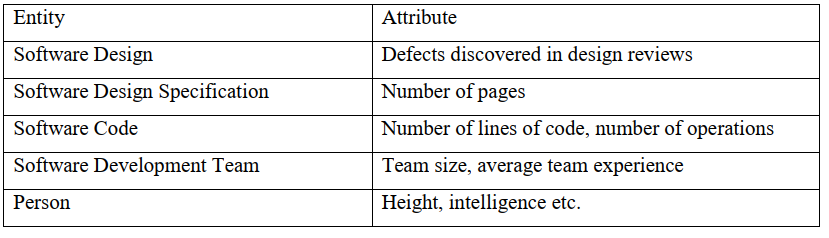 Entity Attribute
Software Design Defects discovered in design reviews
Software Design Specification Number of pages
Software Code Number of lines of code, number of operations
Software Development Team Team size, average team experience
Person Height, intelligence etc.